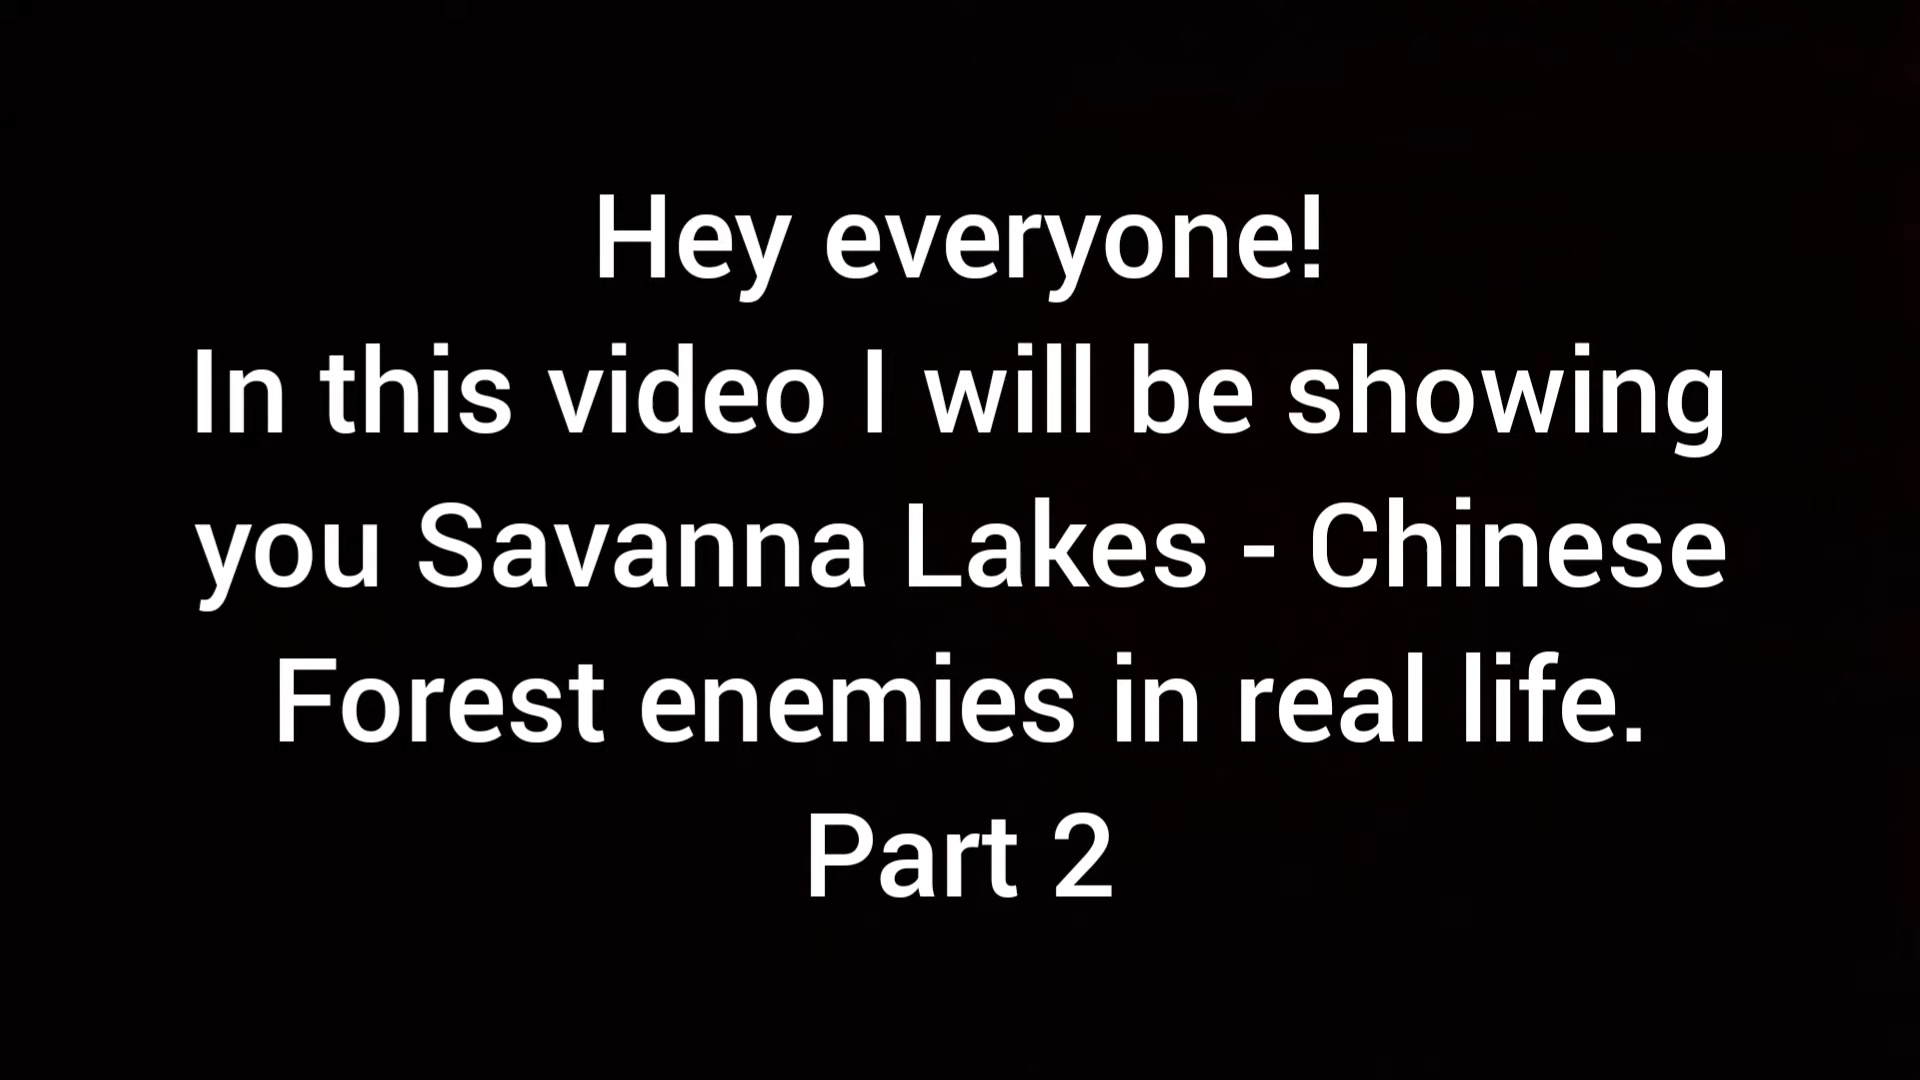 Hey everyone!
In this video I will be showing
you Savanna Lakes - Chinese
Forest enemies in real life.
Part 2